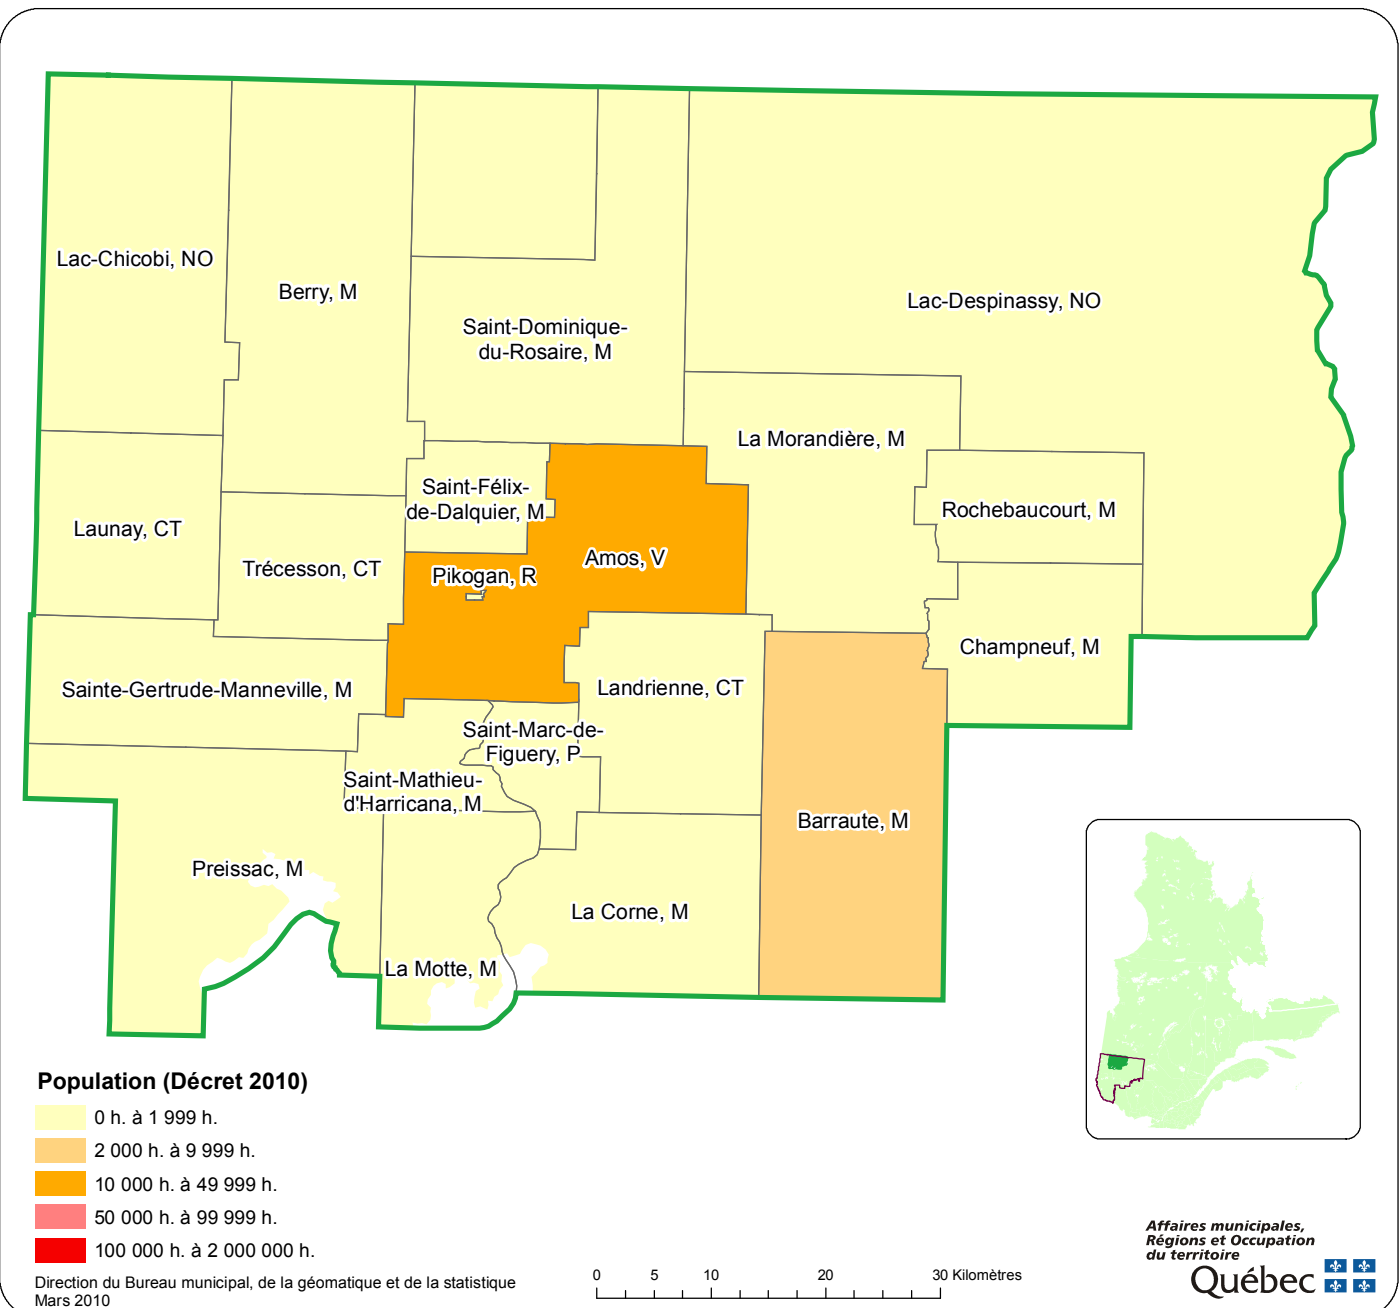 Lac-Chicobi, NO
Berry, M
Lac-Despinassy, NO
Saint-Dominique-
du-Rosaire, M
La Morandière, M
Saint-Félix-
de-Dalquier, M
Rochebaucourt, M
Launay, CT
Amos, V
Trécesson, CT
Pikogan, R
Champneuf, M
Sainte-Gertrude-Manneville, M
Landrienne, CT
Saint-Marc-de-
Figuery, P
Saint-Mathieu-
d'Harricana, M
Barraute, M
Preissac, M
La Corne, M
La Motte, M
Population (Décret 2010)
0 h. à 1 999 h.
2 000 h. à 9 999 h.
10 000 h. à 49 999 h.
50 000 h. à 99 999 h.
100 000 h. à 2 000 000 h.
Direction du Bureau municipal, de la géomatique et de la statistique
Mars 2010
0 5 10 20 30 Kilomètres
Affaires municipales,
Régions et Occupation
du territoire
Québec